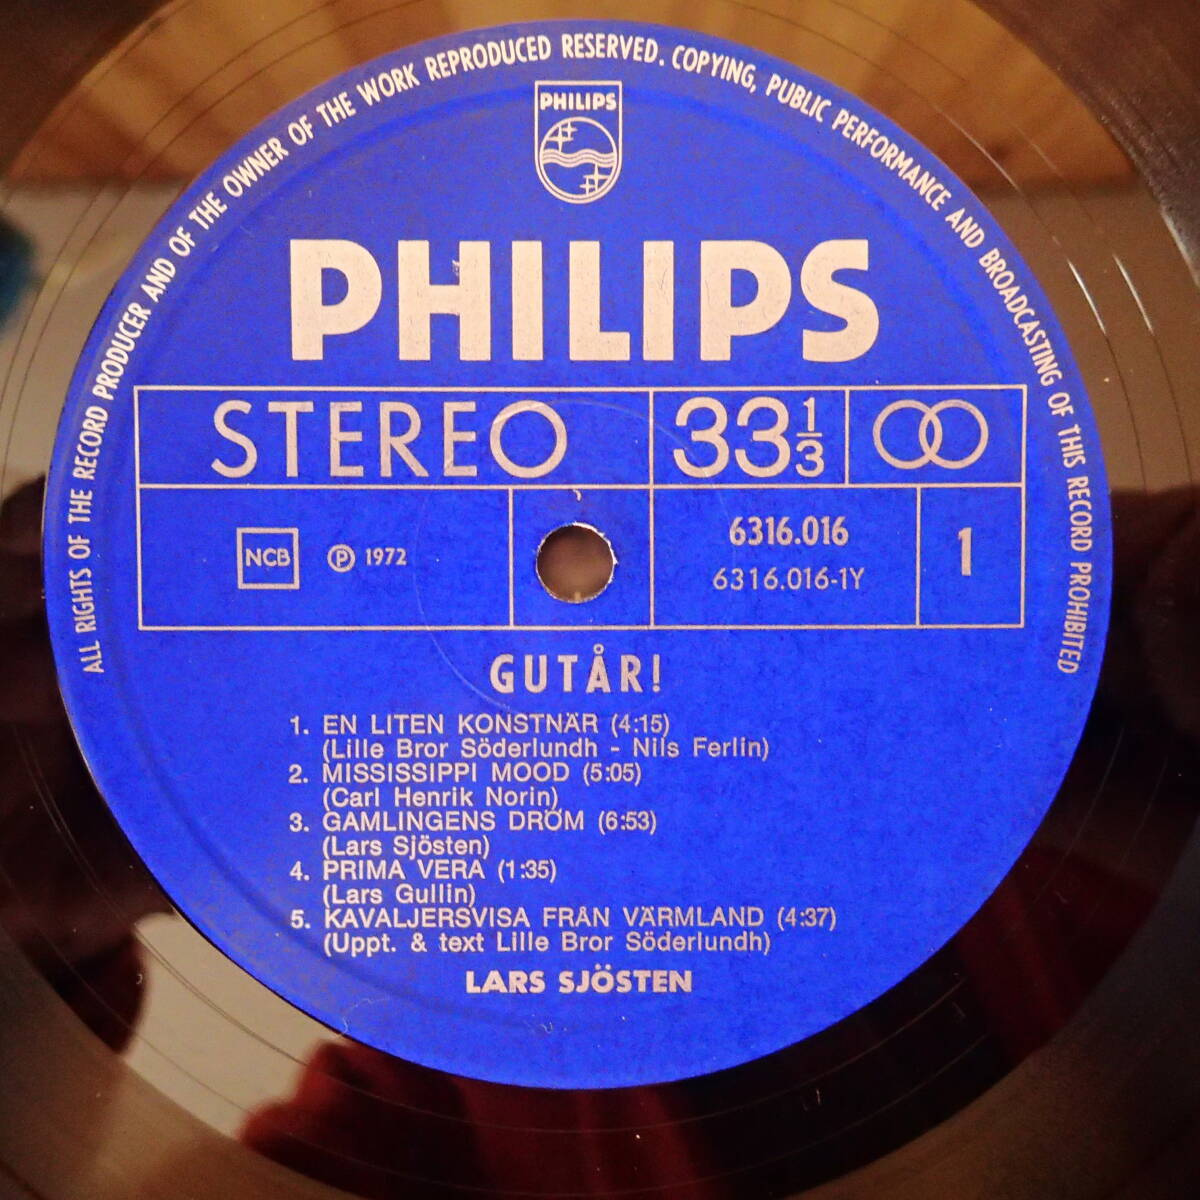 ALL RIGHTS OF THE RECORD PRODUCER AND OF THE OWNER OF THE WORK REPRODUCED RESERVED. COPYING, PUBLIC PERFORMANCE AND BROADCASTING OF THIS RECORD PROHIBITED
PHILIPS
PHILIPS
STEREO 33 1/3
NCB Ⓟ 1972 6316.016 1
6316.016-1Y
GUTÅR!
1. EN LITEN KONSTNÄR (4:15)
(Lille Bror Söderlundh - Nils Ferlin)
2. MISSISSIPPI MOOD (5:05)
(Carl Henrik Norin)
3. GAMLINGENS DRÖM (6:53)
(Lars Sjösten)
4. PRIMA VERA (1:35)
(Lars Gullin)
5. KAVALJERSVISA FRÅN VÄRMLAND (4:37)
(Uppt. & text Lille Bror Söderlundh)
LARS SJÖSTEN